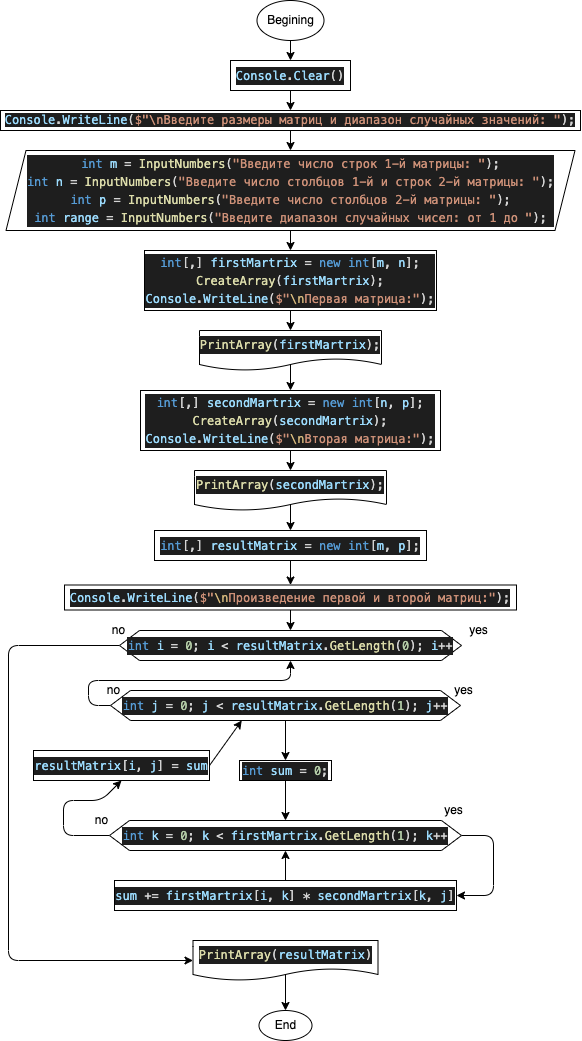 Begining
Console.Clear()
Console.WriteLine($"\nВведите размеры матриц и диапазон случайных значений: ");
int m = InputNumbers("Введите число строк 1-й матрицы: ");
int n = InputNumbers("Введите число столбцов 1-й и строк 2-й матрицы: ");
int p = InputNumbers("Введите число столбцов 2-й матрицы: ");
int range = InputNumbers("Введите диапазон случайных чисел: от 1 до ");
int[,] firstMartrix = new int[m, n];
CreateArray(firstMartrix);
Console.WriteLine($"\nПервая матрица:");
PrintArray(firstMartrix);
int[,] secondMartrix = new int[n, p];
CreateArray(secondMartrix);
Console.WriteLine($"\nВторая матрица:");
PrintArray(secondMartrix);
int[,] resultMatrix = new int[m, p];
Console.WriteLine($"\nПроизведение первой и второй матриц:");
no
yes
int i = 0; i < resultMatrix.GetLength(0); i++
no
yes
int j = 0; j < resultMatrix.GetLength(1); j++
resultMatrix[i, j] = sum
int sum = 0;
no
yes
int k = 0; k < firstMartrix.GetLength(1); k++
sum += firstMartrix[i, k] * secondMartrix[k, j]
PrintArray(resultMatrix)
End